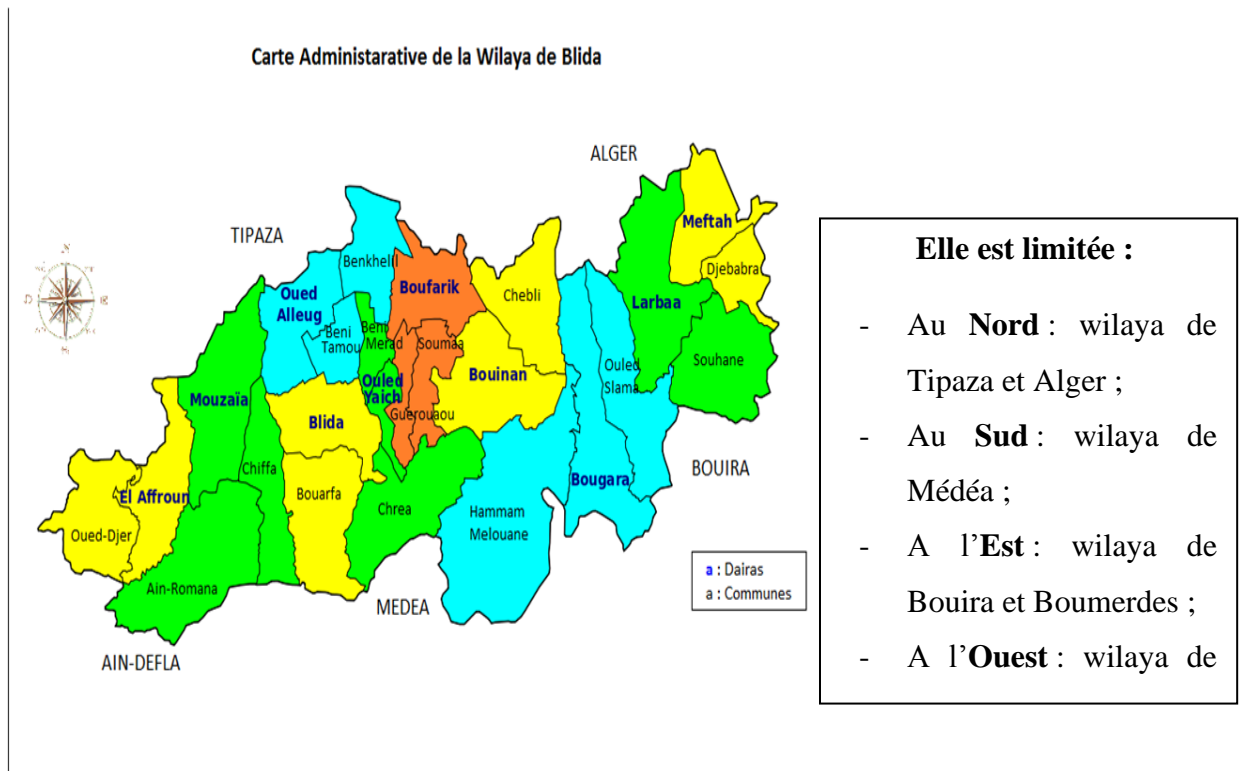 Carte Administarative de la Wilaya de Blida
ALGER
TIPAZA
Meftah
Benkhelil
Djebabra
Oued
Alleug
Boufarik
Chebli
Larbaa
Beni
Tamou
Beni
Merad
Soumaa
Ouled
Slama
Souhane
Mouzaïa
Ouled
Yaich
Bouinan
Blida
Guerouaou
Chiffa
BOUIRA
El Affroun
Bouarfa
Bougara
Chrea
Hammam
Melouane
Oued-Djer
Ain-Romana
MEDEA
AIN-DEFLA
a : Dairas
a : Communes
Elle est limitée :
- Au Nord : wilaya de
Tipaza et Alger ;
- Au Sud : wilaya de
Médéa ;
- A l’Est : wilaya de
Bouira et Boumerdes ;
- A l’Ouest : wilaya de